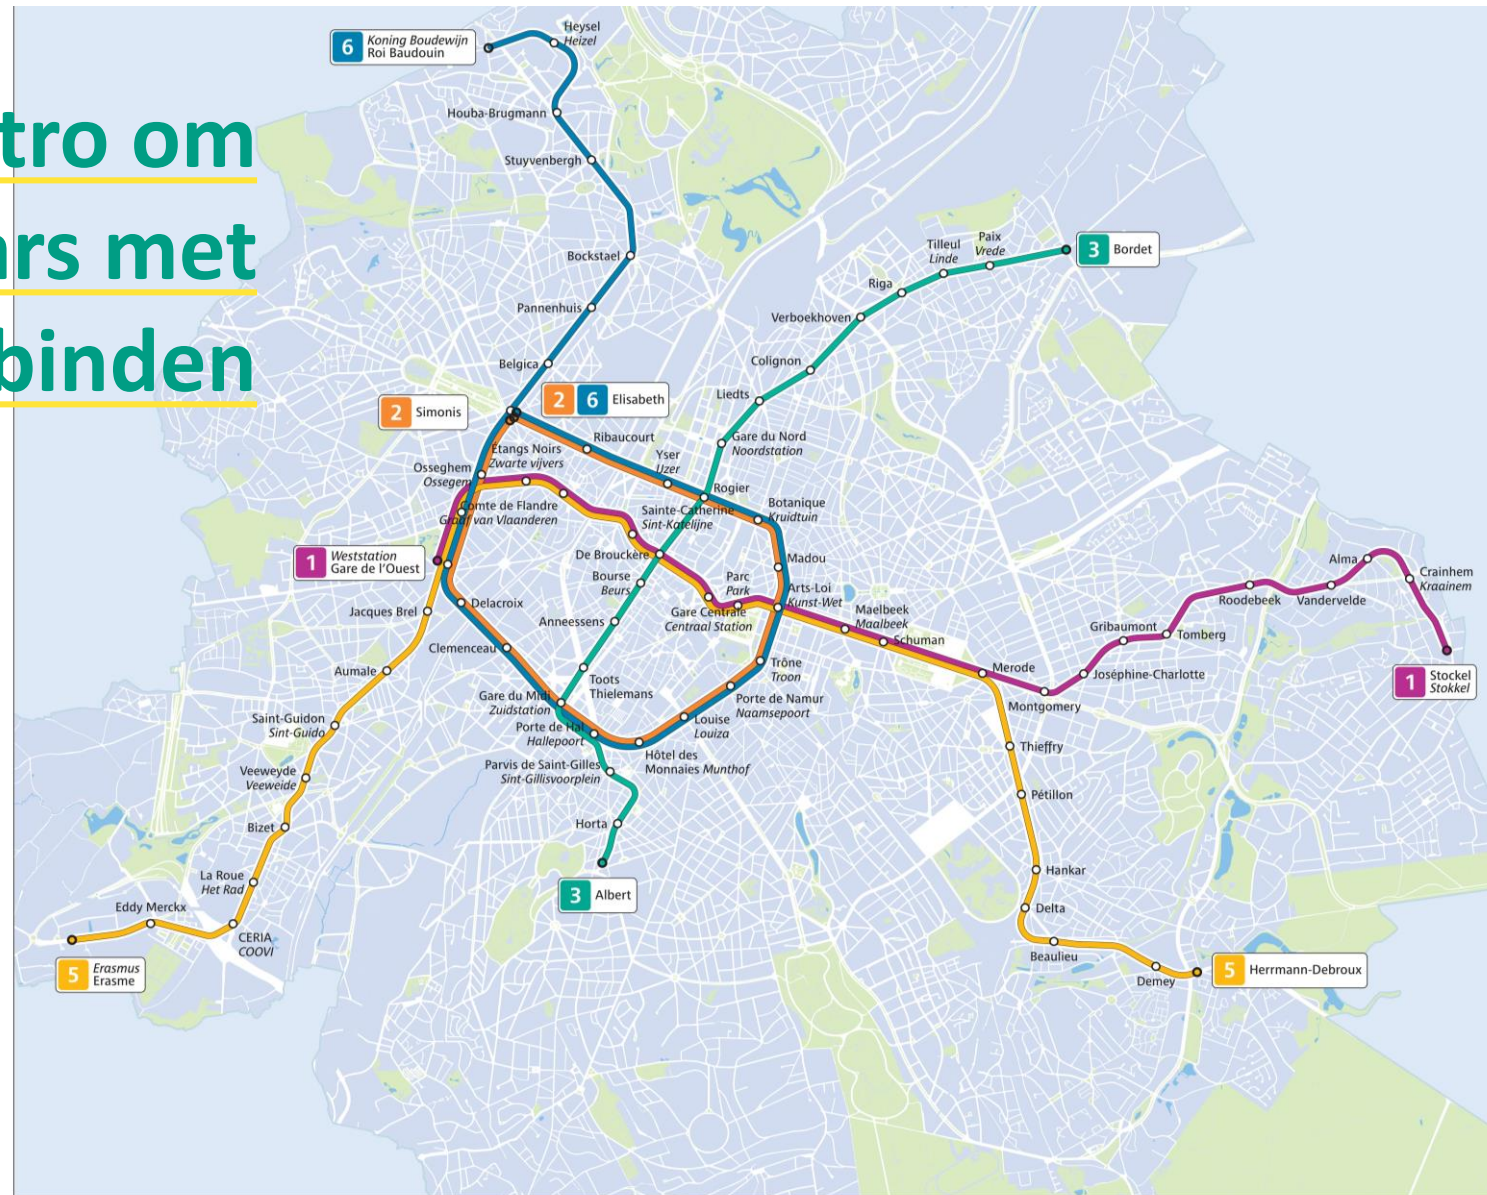 tro om
ars met
binden
6 Koning Boudewijn
Roi Baudouin
Heysel
Heizel
Houba-Brugmann
Stuyvenbergh
Bockstael
Pannenhuis
Belgica
2 Simonis
2 6 Elisabeth
Tilleul
Linde
Paix
Vrede
3 Bordet
Riga
Verboekhoven
Colignon
Liedts
Gare du Nord
Noordstation
Ribaucourt
Yser
IJzer
Rogier
Étangs Noirs
Zwarte vijvers
Osseghem
Ossegem
Comte de Flandre
Graaf van Vlaanderen
Sainte-Catherine
Sint-Katelijne
Botanique
Kruidtuin
1 Weststation
Gare de l'Ouest
De Brouckère
Madou
Bourse
Beurs
Parc
Park
Arts-Loi
Kunst-Wet
Gare Centrale
Centraal Station
Maelbeek
Maalbeek
Schuman
Jacques Brel
Delacroix
Anneessens
Clemenceau
Aumale
Toots
Thielemans
Trône
Troon
Merode
Montgomery
Joséphine-Charlotte
Gribaumont
Tomberg
Roodebeek
Vandervelde
Alma
Crainhem
Kraainem
1 Stockel
Stokkel
Gare du Midi
Zuidstation
Porte de Namur
Naamsepoort
Louise
Louiza
Porte de Hal
Hallepoort
Hôtel des
Monnaies Munthof
Saint-Guidon
Sint-Guido
Parvis de Saint-Gilles
Sint-Gillisvoorplein
Veeweyde
Veeweide
Bizet
Horta
3 Albert
La Roue
Het Rad
Eddy Merckx
CERIA
COOVI
5 Erasmus
Erasme
Thieffry
Pétillon
Hankar
Delta
Beaulieu
Demey
5 Herrmann-Debroux